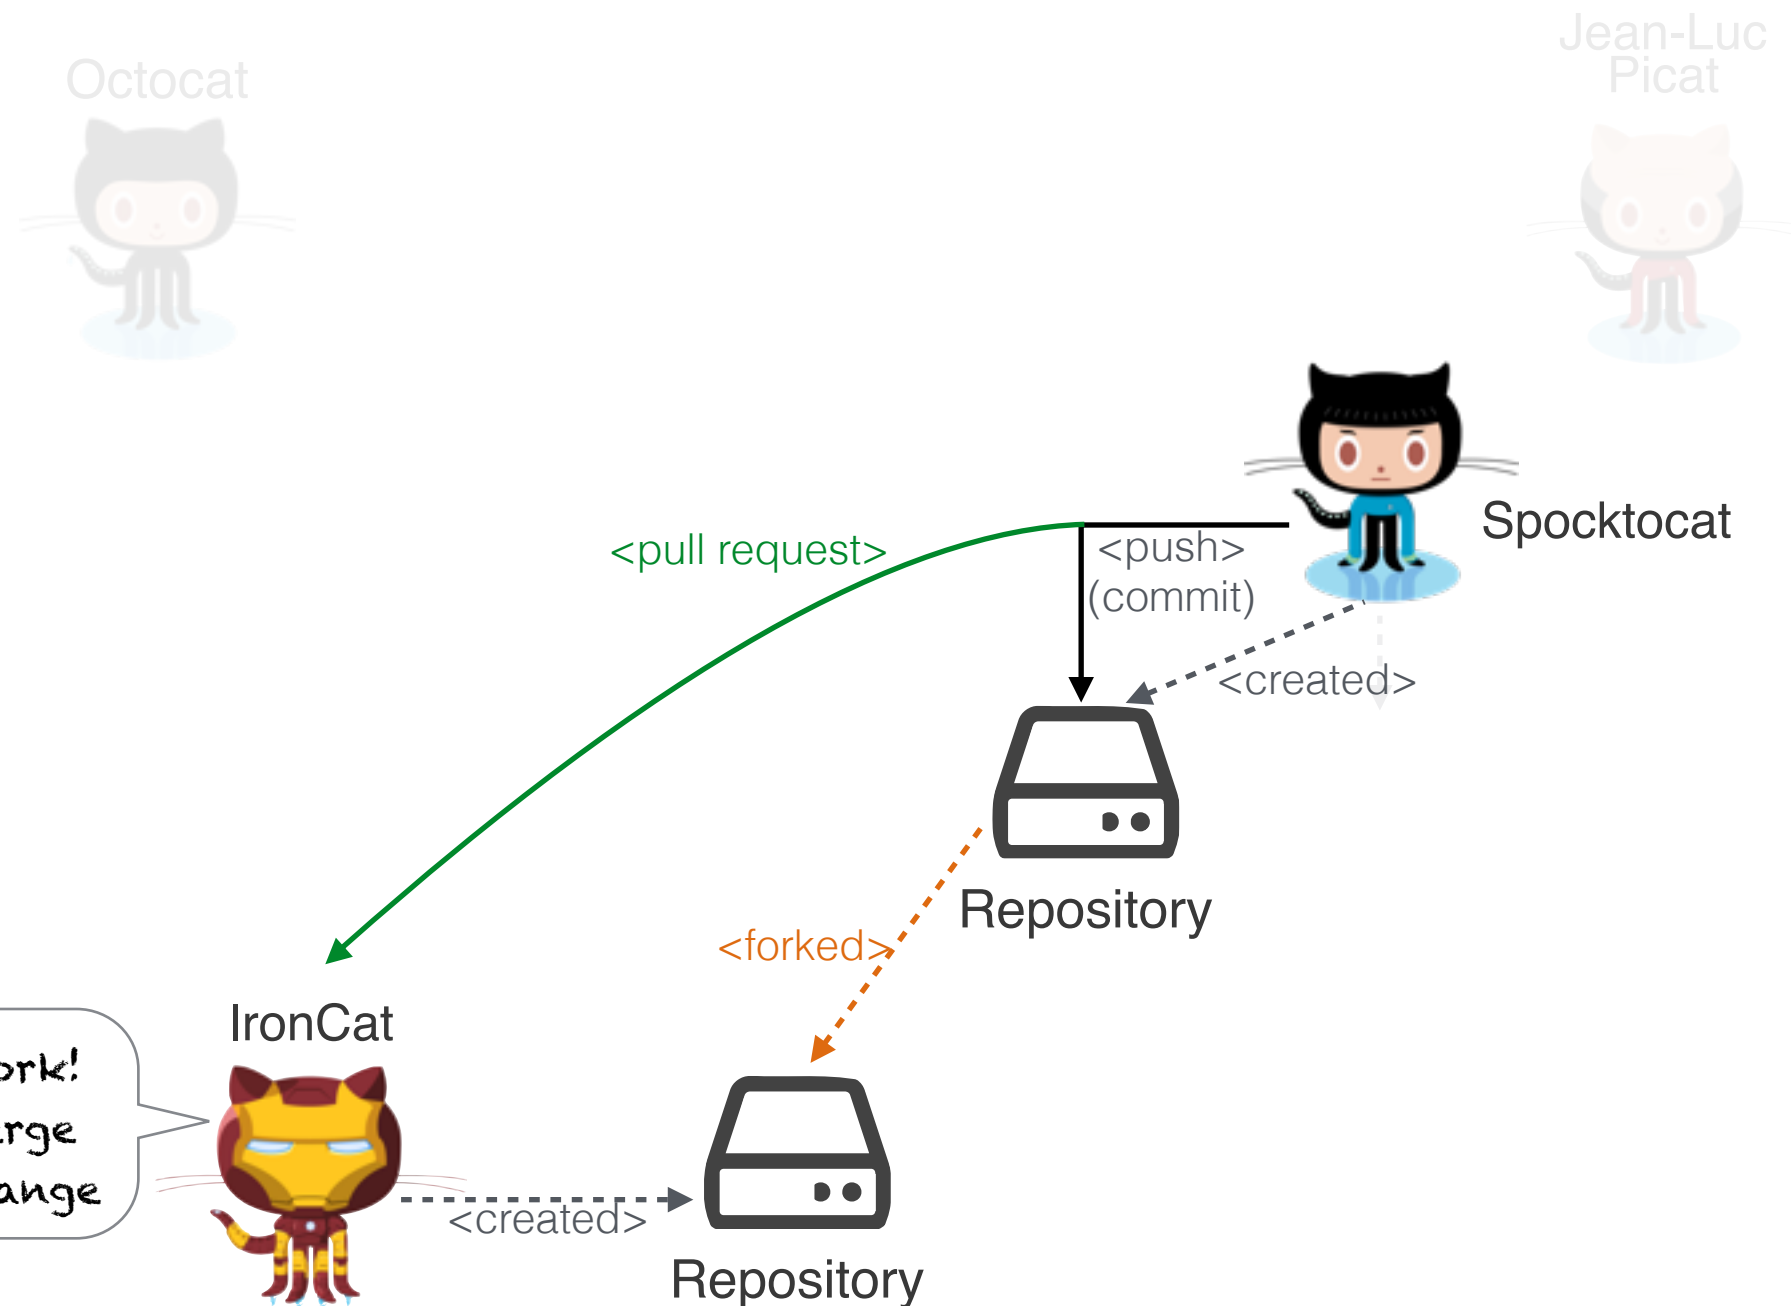 Jean-Luc
Picat
Octocat
Spocktocat
<pull request>
<push>
(commit)
<created>
Repository
<forked>
IronCat
<created>
Repository